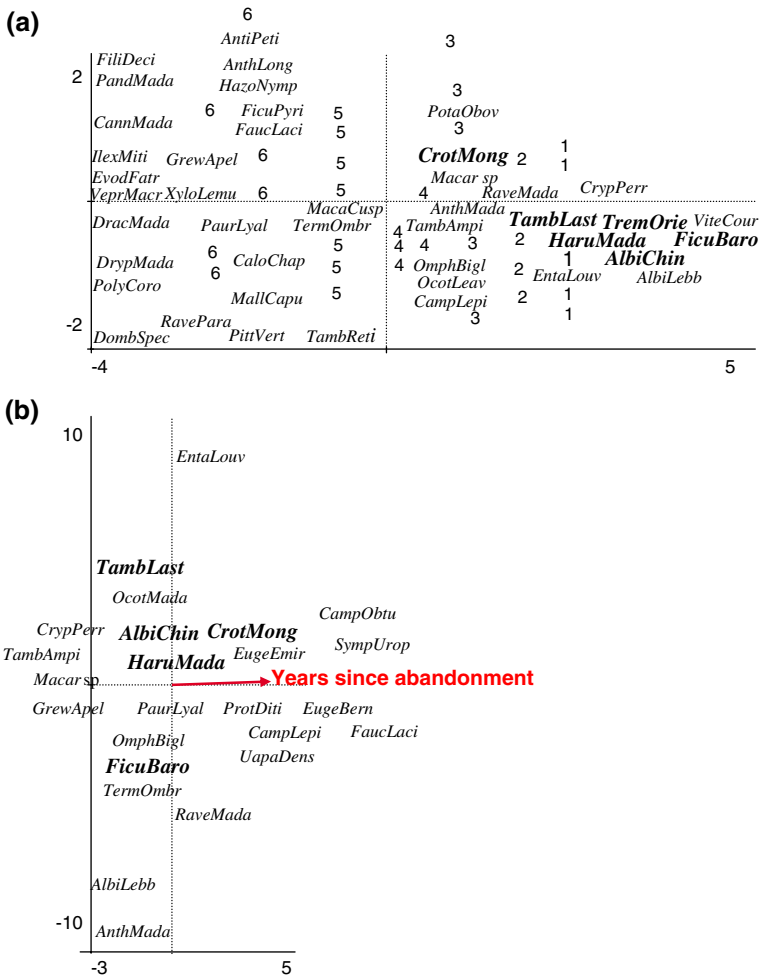 (a)
6
AntiPeti 3
FiliDeci AnthLong
2 PandMada HazoNymp 3
6 FicuPyri 5 PotaObov
CannMada FaucLaci 5 3
1
IlexMiti GrewApel 6 5 CrotMong 2 1
EvodFatr Macar sp
VeprMacr XyloLemu 6 5 4 RaveMada CrypPerr
MacaCusp AnthMada
DracMada PaurLyal TermOmbr TambAmpi TambLast TremOrie ViteCour
4
6 5 4 4 3 2 HaruMada FicuBaro
DrypMada CaloChap 5 4 OmphBigl 2 1 AlbiChin
6
PolyCoro OcotLeav EntaLouv AlbiLebb
MallCapu 5 CampLepi 2 1
RavePara 3 1
-2 DombSpec PittVert TambReti
-4 5
(b)
10
EntaLouv
TambLast
OcotMada
CampObtu
CrypPerr AlbiChin CrotMong
TambAmpi HaruMada EugeEmir SympUrop
Macar sp Years since abandonment
GrewApel PaurLyal ProtDiti EugeBern
OmphBigl CampLepi FaucLaci
FicuBaro UapaDens
TermOmbr
RaveMada
AlbiLebb
-10 AnthMada
-3 5